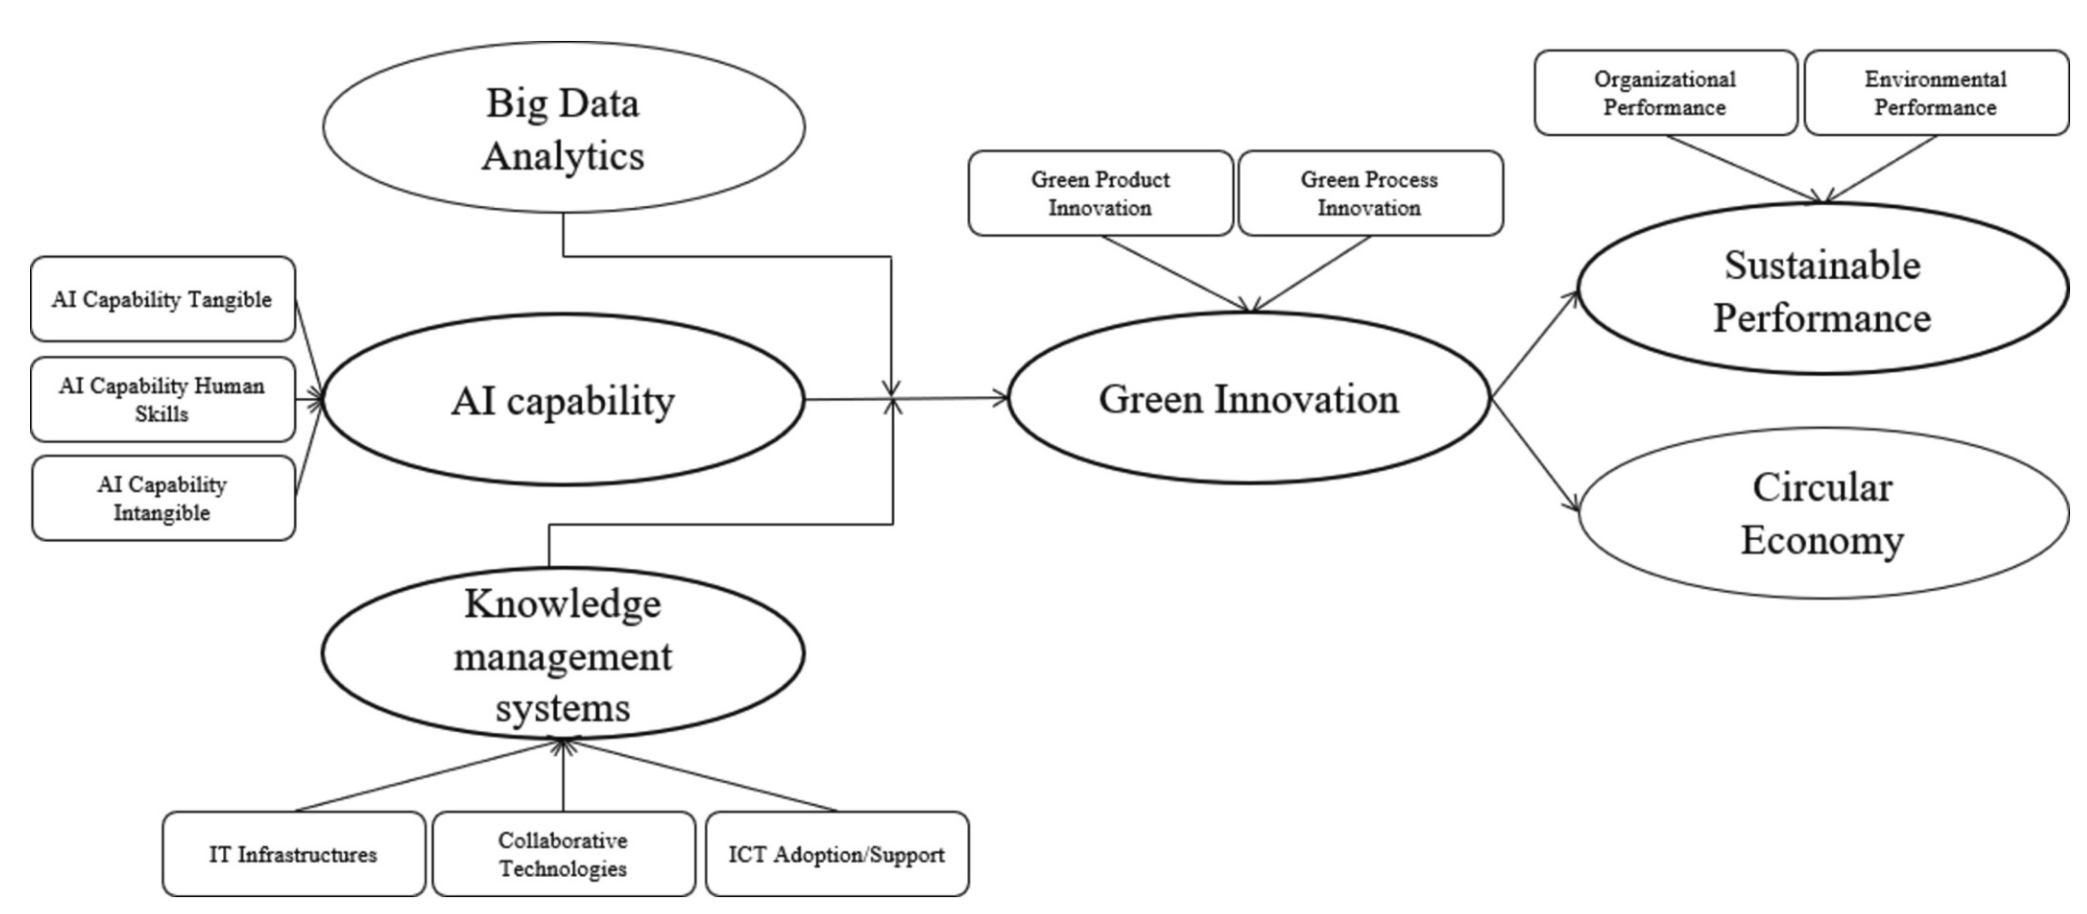 Big Data
Analytics
Organizational
Performance
Environmental
Performance
Green Product
Innovation
Green Process
Innovation
Sustainable
Performance
AI Capability Tangible
AI Capability Human
Skills
AI Capability
Intangible
AI capability
Green Innovation
Circular
Economy
Knowledge
management
systems
IT Infrastructures
Collaborative
Technologies
ICT Adoption/Support